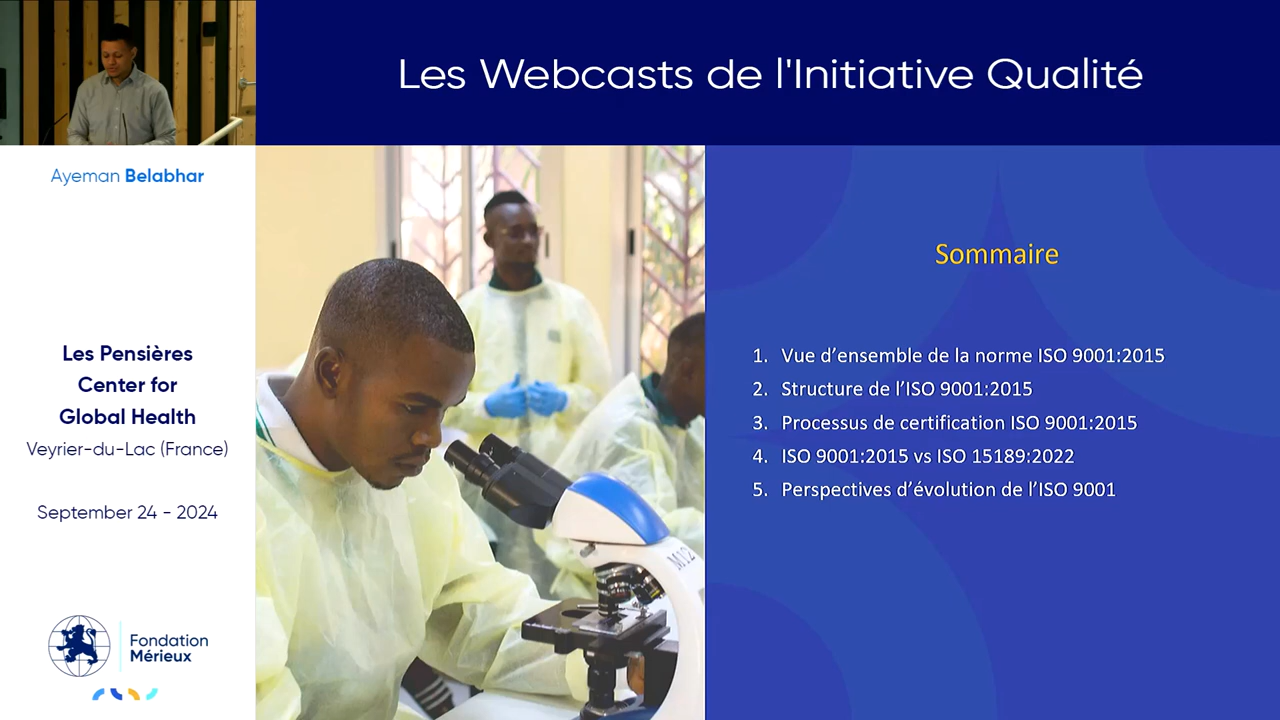 Les Webcasts de l'Initiative Qualité
Ayeman Belabhar
Les Pensières
Center for
Global Health
Veyrier-du-Lac (France)
September 24 - 2024
Fondation
Mérieux
M12
Sommaire
1. Vue d’ensemble de la norme ISO 9001:2015
2. Structure de l’ISO 9001:2015
3. Processus de certification ISO 9001:2015
4. ISO 9001:2015 vs ISO 15189:2022
5. Perspectives d’évolution de l’ISO 9001